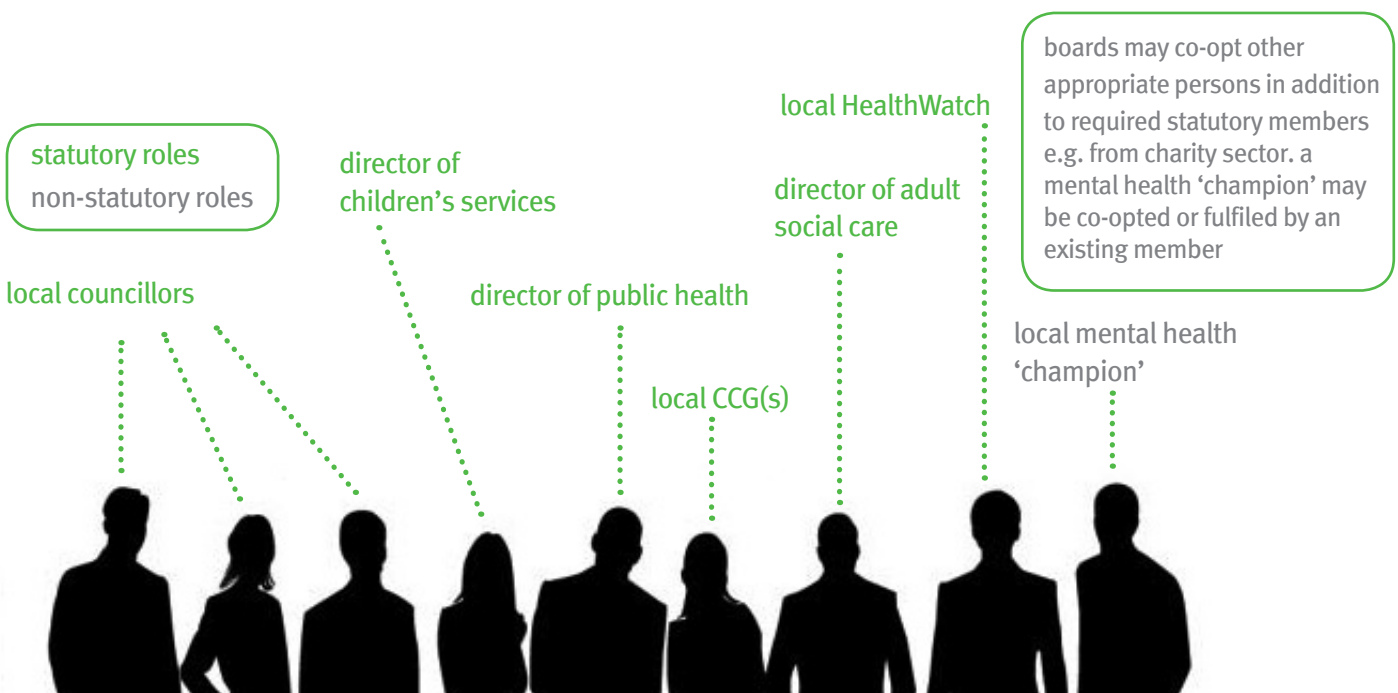 statutory roles
non-statutory roles
local councillors
director of
children’s services
director of public health
local CCG(s)
local HealthWatch
director of adult
social care
boards may co-opt other
appropriate persons in addition
to required statutory members
e.g. from charity sector. a
mental health ‘champion’ may
be co-opted or fulfiled by an
existing member
local mental health
‘champion’